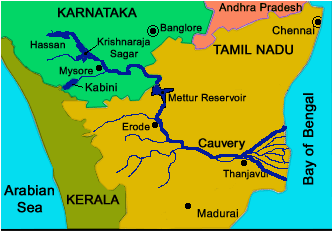 KARNATAKA
Andhra Pradesh
Banglore
Chennai
Hassan
Krishnaraja
Sagar
TAMIL NADU
Mysore
Kabini
Mettur Reservoir
Erode
Cauvery
Bay of Bengal
Thanjavur
Arabian
Sea
KERALA
Madurai